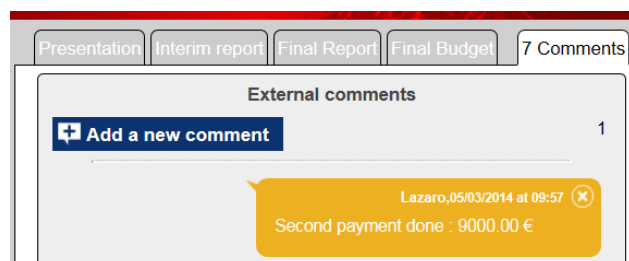 Presentation Interim report Final Report Final Budget 7 Comments
External comments
Add a new comment 1
Lazaro,05/03/2014 at 09:57
Second payment done : 9000.00 €